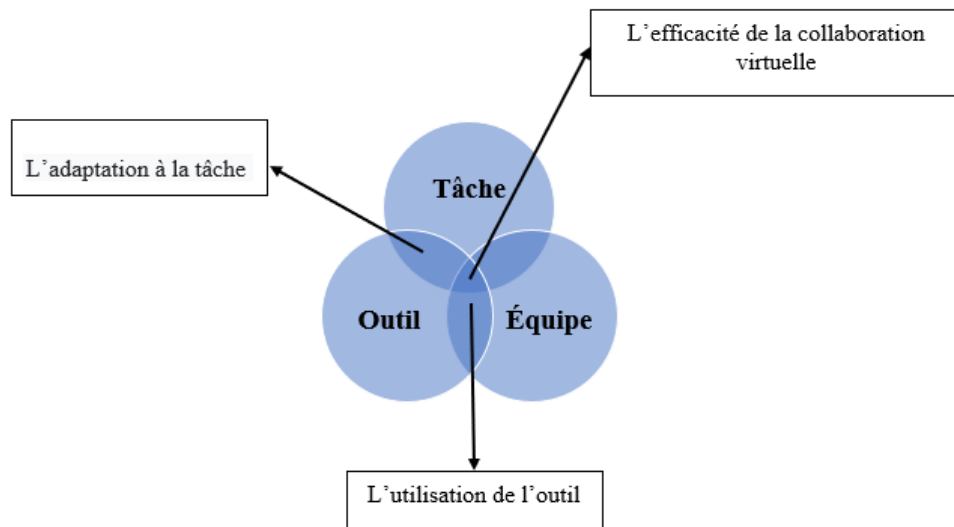 L’efficacité de la collaboration
virtuelle
L’adaptation à la tâche
Tâche
Outil
Équipe
L’utilisation de l’outil